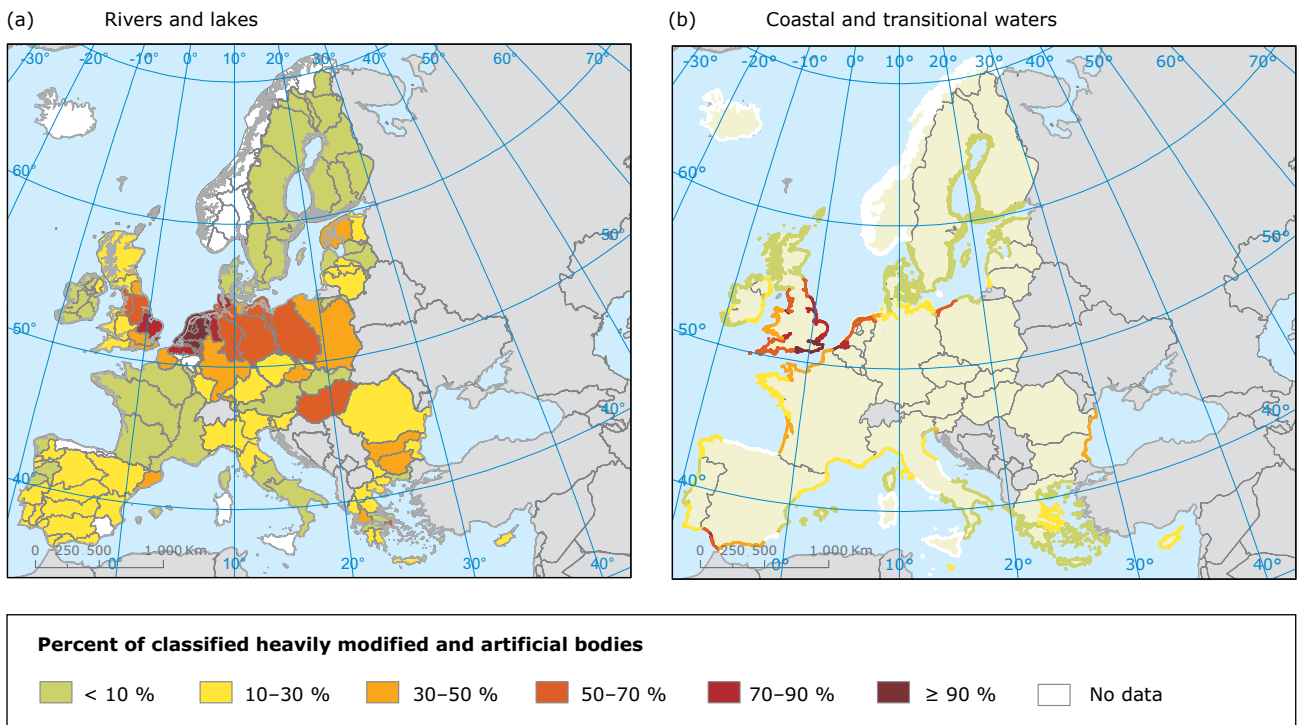 (a) Rivers and lakes
(b) Coastal and transitional waters
-30° -20° -10° 0° 10° 20° 30° 40° 50° 60° 70°
60°
50°
50°
40°
40°
0 250 500 1 000 Km
0° 10° 20° 30° 40°
-30° -20° -10° 0° 10° 20° 30° 40° 50° 60° 70°
60°
50°
50°
40°
40°
0 250 500 1 000 Km
0° 10° 20° 30° 40°
Percent of classified heavily modified and artificial bodies
< 10 % 10–30 % 30–50 % 50–70 % 70–90 % ≥ 90 % No data